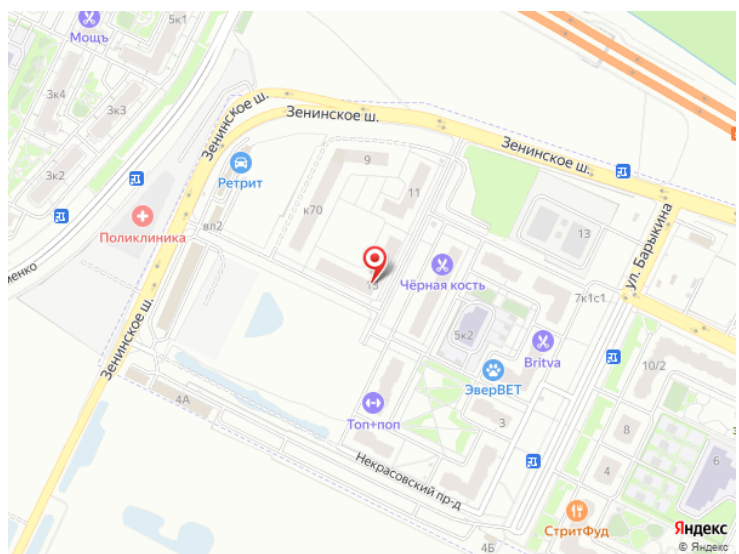 5к1
Мощъ
3к4
3к3
3к2
Зенинское ш.
Зенинское ш.
Зенинское ш.
Ретрит
9
11
к70
Поликлиника
вл2
13
ул. Барыкина
менко
Чёрная кость
13
7к1с1
Зенинское ш.
5к2
Britva
10/2
ЭверВЕТ
4А
Топ+поп
3
8
Некрасовский пр-д
4
6
СтритФуд
4Б
Яндекс
© Яндекс